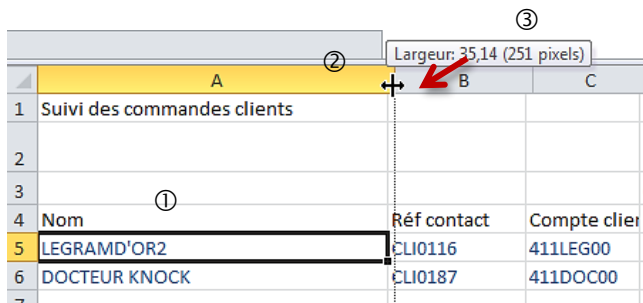 ③
② Largeur: 35,14 (251 pixels)
A B C
1 Suivi des commandes clients
2
3
①
4 Nom Réf contact Compte clier
5 LEGRAMD'OR2 CLI0116 411LEG00
6 DOCTEUR KNOCK CLI0187 411DOC00